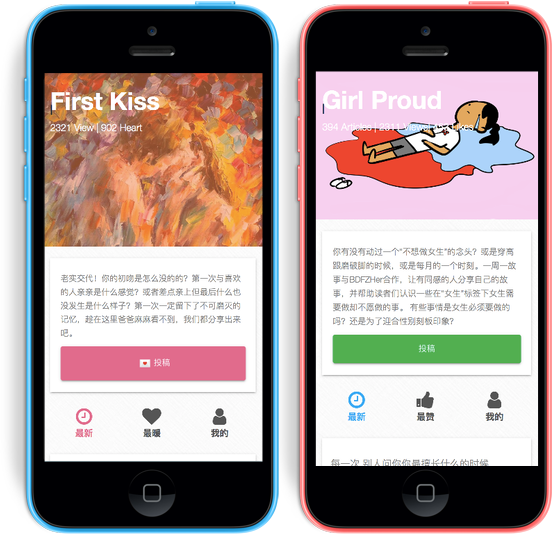 First Kiss
2321 View | 902 Heart
老实交代！你的初吻是怎么没的的？第一次与喜欢
的人亲亲是什么感觉？或者差点亲上但最后什么也
没发生是什么样子？第一次一定留下了不可磨灭的
记忆，趁在这里爸爸麻麻看不到，我们都分享出来
吧。
投稿
最新
最暖
我的
Girl Proud
394 Articles | 2311 Views | Likes
你有没有动过一个“不想做女生”的念头？或是穿高
跟磨破脚的时候，或是每月的一个时刻。一周一故
事与BOFZHer合作，让有同感的人分享自己的故
事，并帮助读者们认识一些在“女生”标签下女生需
要做却不愿做的事。 有些事情是女生必须要做的
吗？还是为了迎合性别刻板印象？
投稿
最新
最赞
我的
每一次 别人问你你最擅长什么的时候